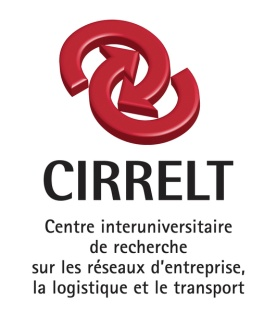 CIRRELT
Centre interuniversitaire
de recherche
sur les réseaux d'entreprise,
la logistique et le transport